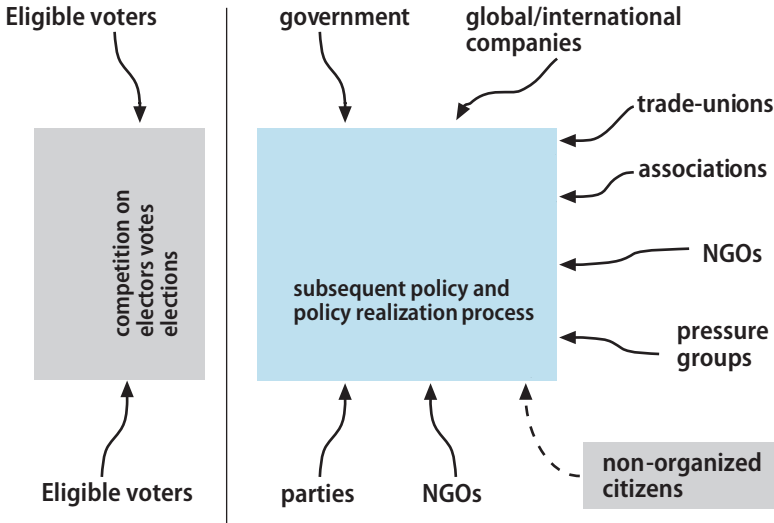 Eligible voters
government
global/international
companies
trade-unions
associations
NGOs
pressure
groups
competition on
electors votes
elections
subsequent policy and
policy realization process
Eligible voters
parties
NGOs
non-organized
citizens